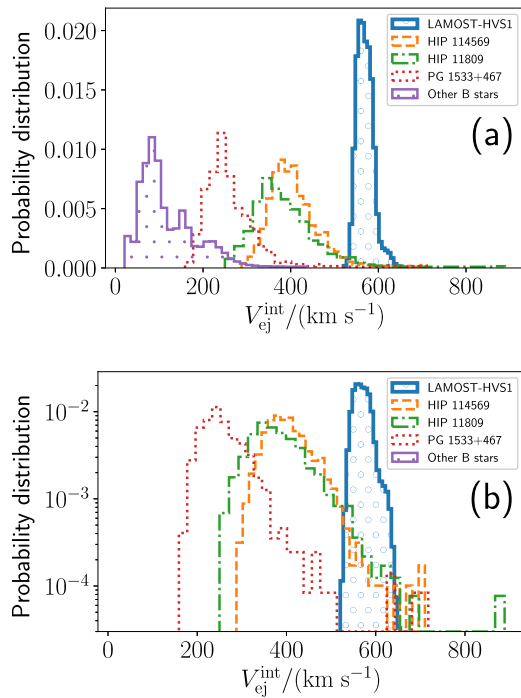 Probability distribution
0.020
0.015
0.010
0.005
0.000
LAMOST-HVS1
HIP 114569
HIP 11809
PG 1533+467
Other B stars
(a)
0 200 400 600 800
V_ej^int/(km s⁻¹)
Probability distribution
10⁻²
10⁻³
10⁻⁴
LAMOST-HVS1
HIP 114569
HIP 11809
PG 1533+467
Other B stars
(b)
0 200 400 600 800
V_ej^int/(km s⁻¹)